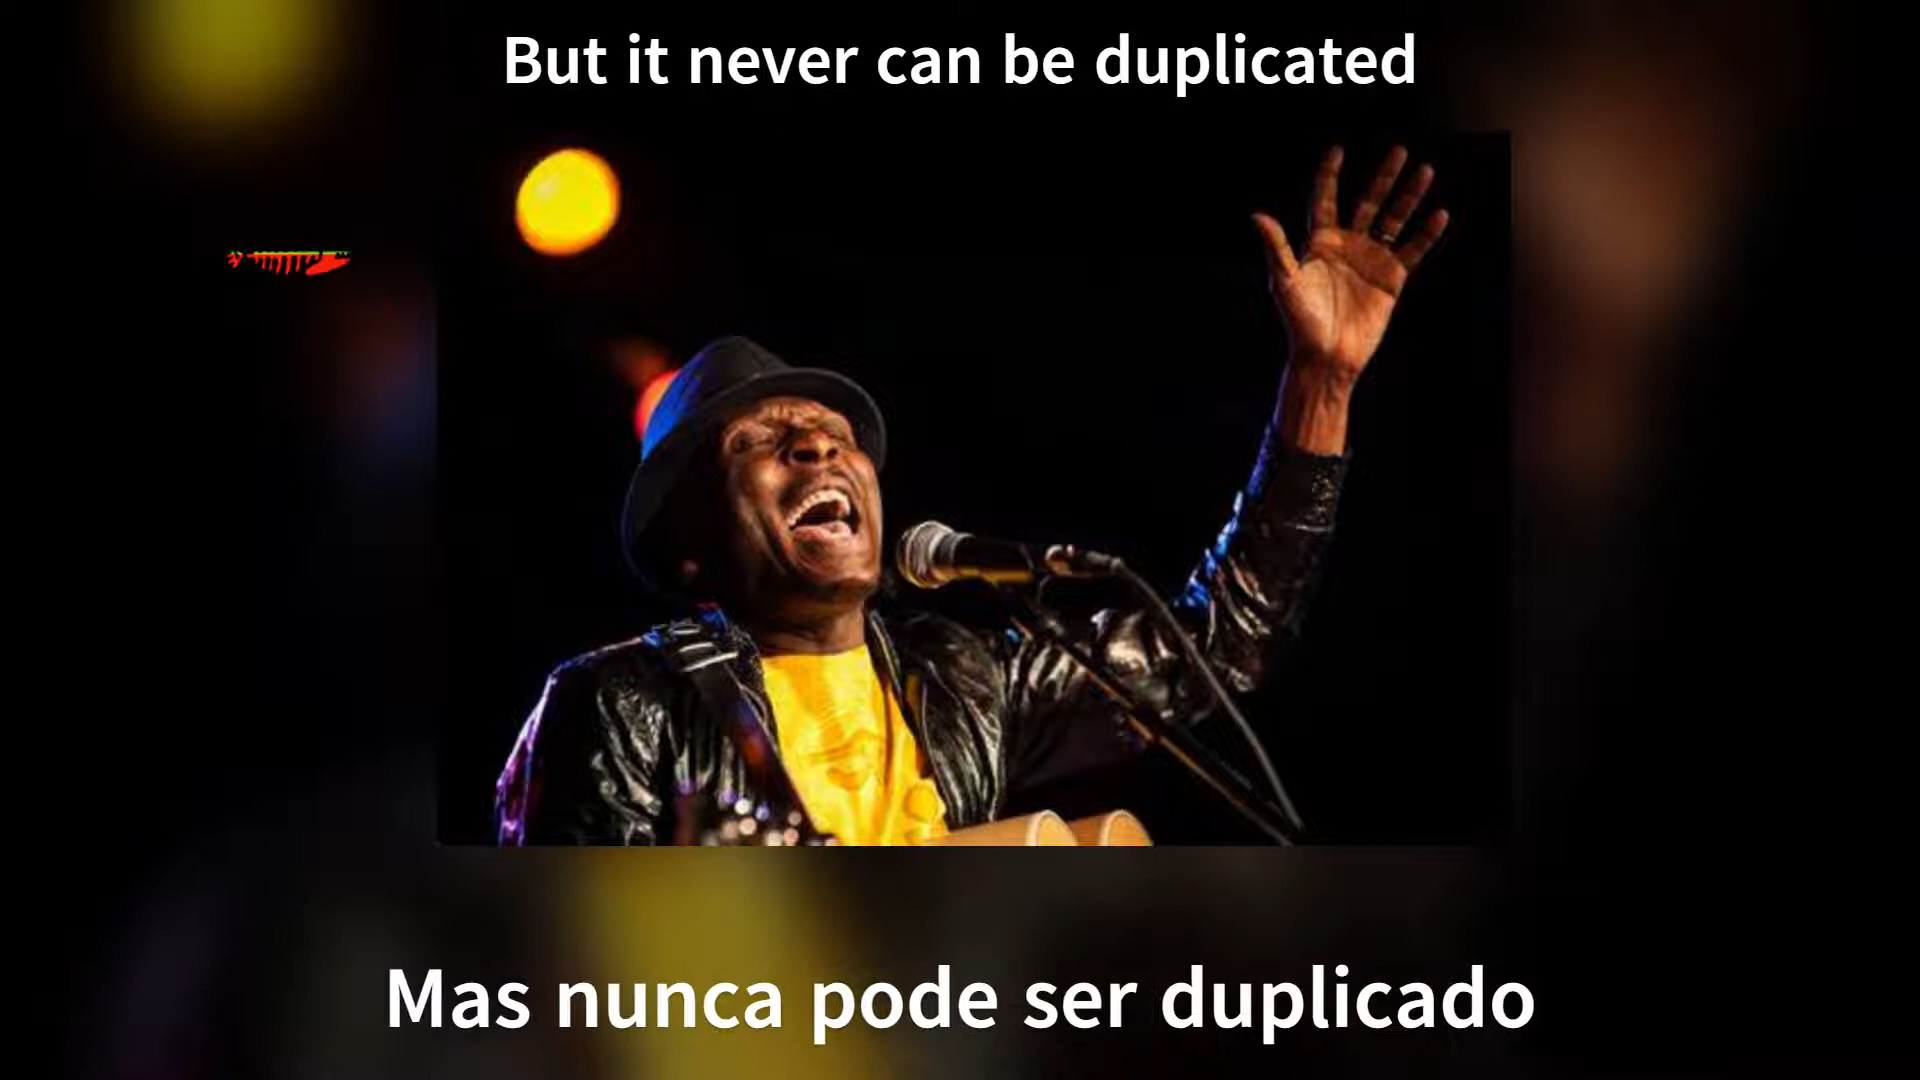 But it never can be duplicated
Mas nunca pode ser duplicado